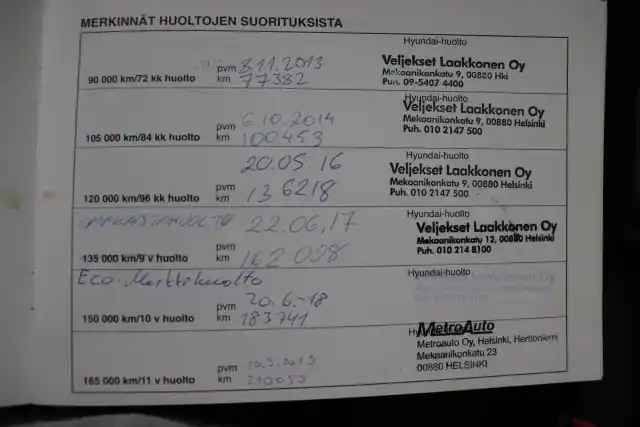 MERKINNÄT HUOLTOJEN SUORITUKSISTA
Hyundai-huolto
pvm 8.11.2013
90 000 km/72 kk huolto km 77382
Veljekset Laakkonen Oy
Mekaanikonkatu 9, 00880 Hki
Puh. 09-5407 4400
Hyundai-huolto
pvm 6.10.2014
105 000 km/84 kk huolto km 100453
Veljekset Laakkonen Oy
Mekaanikonkatu 9, 00880 Helsinki
Puh. 010 2147 500
Hyundai-huolto
20.05.16
pvm
120 000 km/96 kk huolto km 136218
Veljekset Laakkonen Oy
Mekaanikonkatu 9, 00880 Helsinki
Puh. 010 2147 500
Hyundai-huolto
22.06.17
pvm
135 000 km/9 v huolto km 162 098
Veljekset Laakkonen Oy
Mekaanikonkatu 12, 00880 Helsinki
Puh. 010 214 8100
Eco-Merkkihuolto
Hyundai-huolto
pvm 20.6.-18
150 000 km/10 v huolto km 183741
MetroAuto
Metroauto Oy, Helsinki, Herttoniemi
Mekaanikonkatu 23
00880 HELSINKI
pvm
165 000 km/11 v huolto km